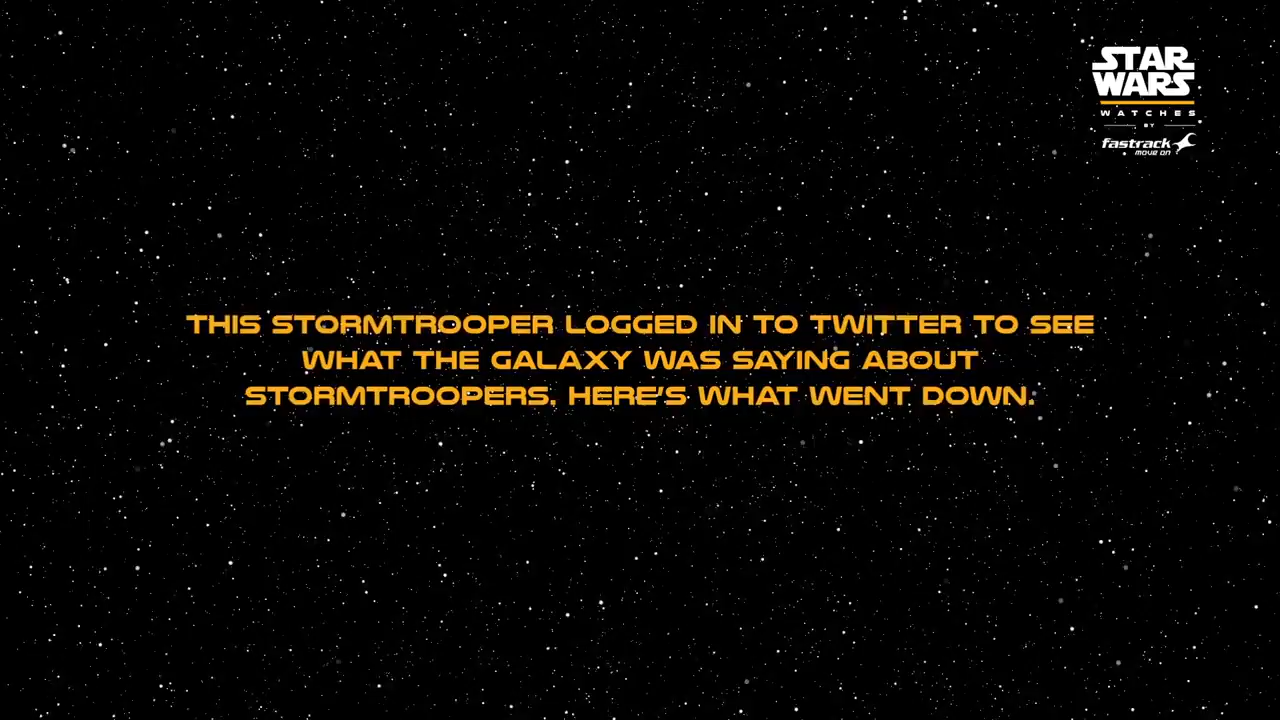 STAR
WARS
WATCHES
BY
fastrack
move on
THIS STORMTROOPER LOGGED IN TO TWITTER TO SEE
WHAT THE GALAXY WAS SAYING ABOUT
STORMTROOPERS, HERE'S WHAT WENT DOWN.